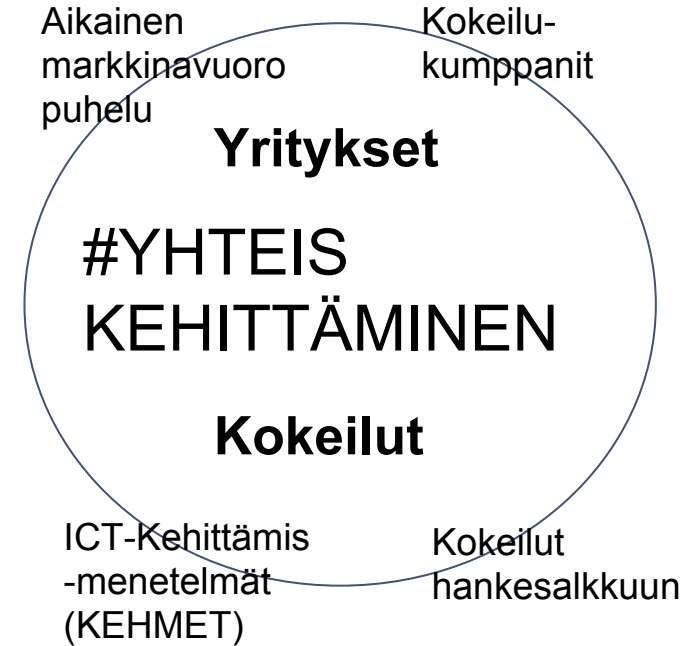 Aikainen
markkinavuoro
puhelu
Kokeilu-
kumppanit
Yritykset
#YHTEIS
KEHITTÄMINEN
Kokeilut
ICT-Kehittämis
-menetelmät
(KEHMET)
Kokeilut
hankesalkkuun